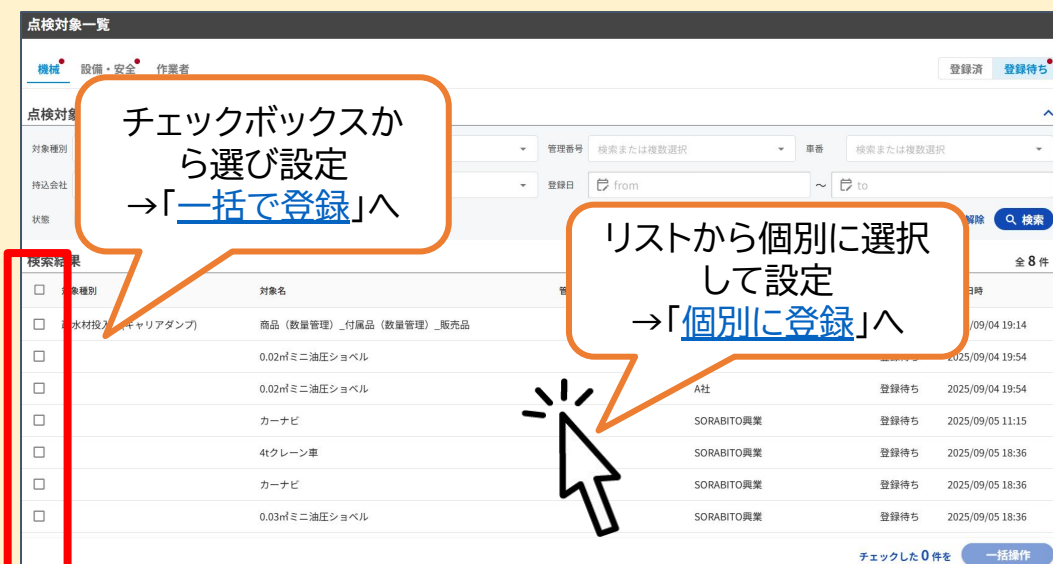 点検対象一覧
機械 設備・安全 作業者 登録済 登録待ち
チェックボックスか
ら選び設定
→「一括で登録」へ
点検対象
対象種別 管理番号 検索または複数選択 車番 検索または複数選択
持込会社 登録日 from ～ to
状態 解除 検索
リストから個別に選択
して設定
→「個別に登録」へ
検索結果 全 8 件
対象種別 対象名 日時
水材投入 (キャリアダンプ) 商品（数量管理）_付属品（数量管理）_販売品 /09/04 19:14
0.02㎥ミニ油圧ショベル 登録待ち 2025/09/04 19:54
0.02㎥ミニ油圧ショベル A社 登録待ち 2025/09/04 19:54
カーナビ SORABITO興業 登録待ち 2025/09/05 11:15
4tクレーン車 SORABITO興業 登録待ち 2025/09/05 18:36
カーナビ SORABITO興業 登録待ち 2025/09/05 18:36
0.03㎥ミニ油圧ショベル SORABITO興業 登録待ち 2025/09/05 18:36
チェックした 0 件を 一括操作